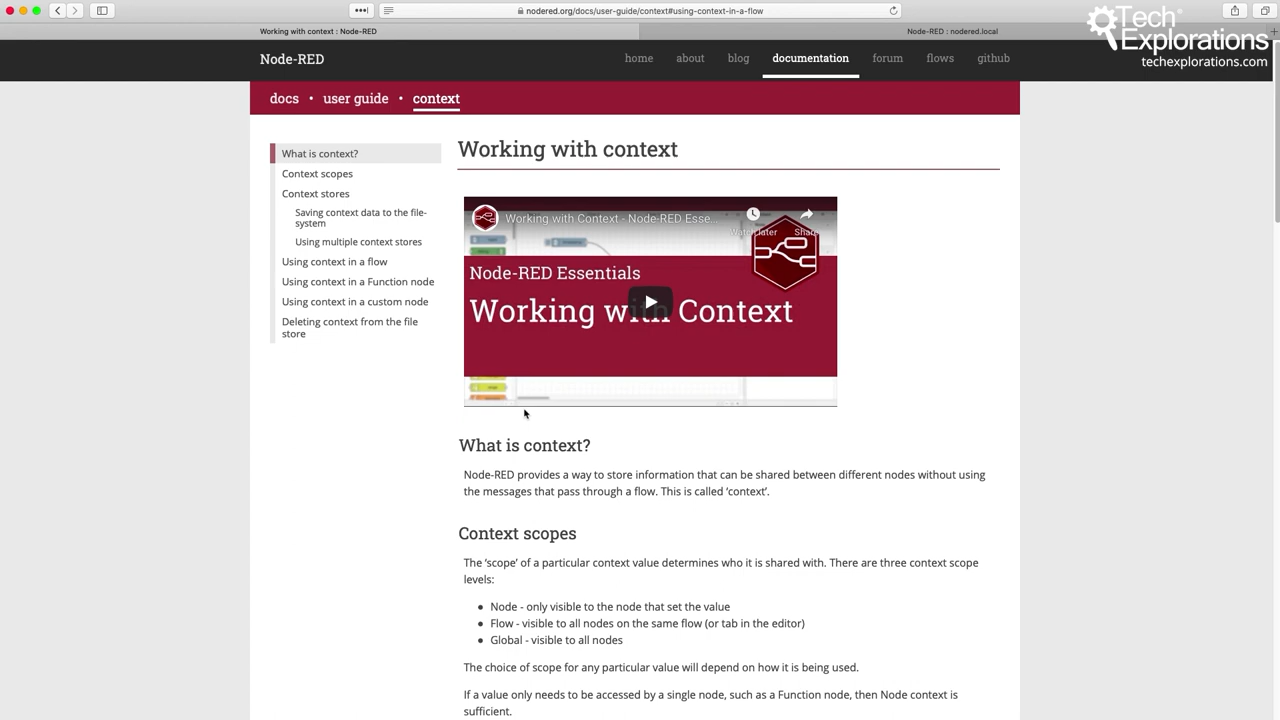 nodered.org/docs/user-guide/context#using-context-in-a-flow
Working with context : Node-RED
Node-RED : nodered.local
Tech®
Explorations™
techexplorations.com
Node-RED
home about blog documentation forum flows github
docs • user guide • context
What is context?
Context scopes
Context stores
Saving context data to the file-
system
Using multiple context stores
Using context in a flow
Using context in a Function node
Using context in a custom node
Deleting context from the file
store
Working with context
Working with Context - Node-RED Esse...
Watch later Share
Node-RED Essentials
Working with Context
What is context?
Node-RED provides a way to store information that can be shared between different nodes without using
the messages that pass through a flow. This is called ‘context’.
Context scopes
The ‘scope’ of a particular context value determines who it is shared with. There are three context scope
levels:
• Node - only visible to the node that set the value
• Flow - visible to all nodes on the same flow (or tab in the editor)
• Global - visible to all nodes
The choice of scope for any particular value will depend on how it is being used.
If a value only needs to be accessed by a single node, such as a Function node, then Node context is
sufficient.